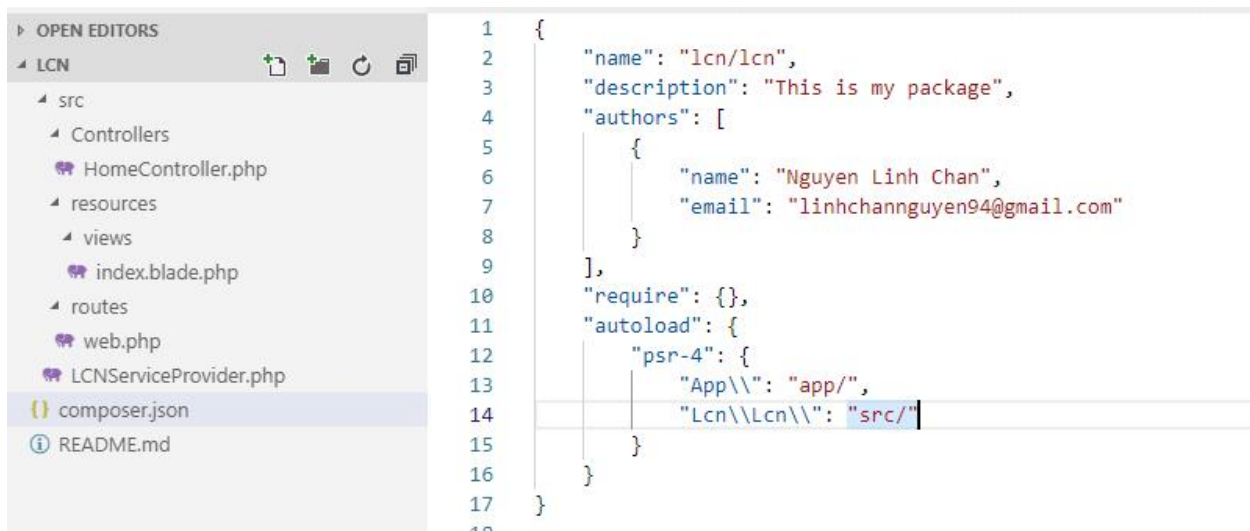 OPEN EDITORS
LCN
src
Controllers
HomeController.php
resources
views
index.blade.php
routes
web.php
LCNServiceProvider.php
{} composer.json
README.md
1 {
2 "name": "lcn/lcn",
3 "description": "This is my package",
4 "authors": [
5 {
6 "name": "Nguyen Linh Chan",
7 "email": "linhchannguyen94@gmail.com"
8 }
9 ],
10 "require": {},
11 "autoload": {
12 "psr-4": {
13 "App\\": "app/",
14 "Lcn\\Lcn\\": "src/"
15 }
16 }
17 }